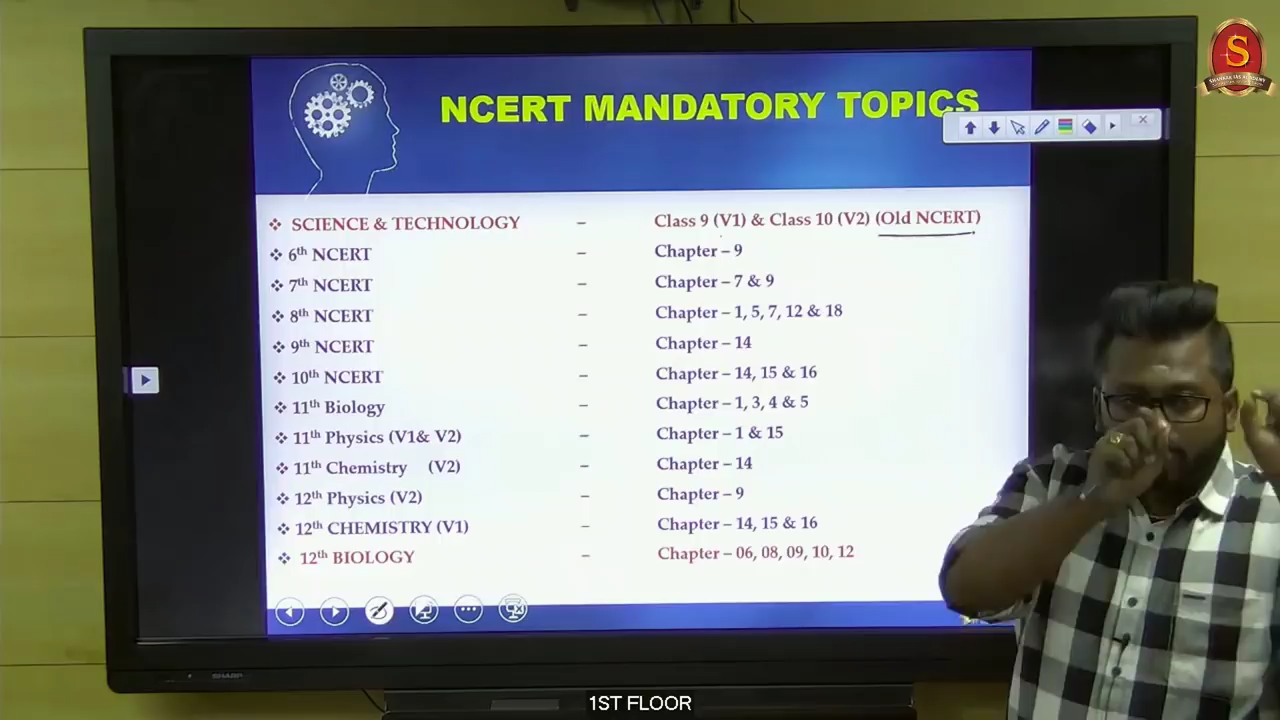 S
SHANKAR IAS ACADEMY
NCERT MANDATORY TOPICS
❖ SCIENCE & TECHNOLOGY – Class 9 (V1) & Class 10 (V2) (Old NCERT)
❖ 6th NCERT – Chapter – 9
❖ 7th NCERT – Chapter – 7 & 9
❖ 8th NCERT – Chapter – 1, 5, 7, 12 & 18
❖ 9th NCERT – Chapter – 14
❖ 10th NCERT – Chapter – 14, 15 & 16
❖ 11th Biology – Chapter – 1, 3, 4 & 5
❖ 11th Physics (V1& V2) – Chapter – 1 & 15
❖ 11th Chemistry (V2) – Chapter – 14
❖ 12th Physics (V2) – Chapter – 9
❖ 12th CHEMISTRY (V1) – Chapter – 14, 15 & 16
❖ 12th BIOLOGY – Chapter – 06, 08, 09, 10, 12
SHARP
1ST FLOOR